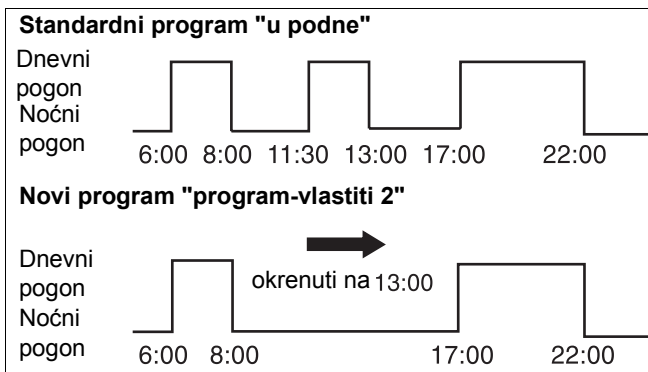 Standardni program "u podne"
Dnevni
pogon
Noćni
pogon
6:00 8:00 11:30 13:00 17:00 22:00
Novi program "program-vlastiti 2"
okrenuti na 13:00
Dnevni
pogon
Noćni
pogon
6:00 8:00 17:00 22:00